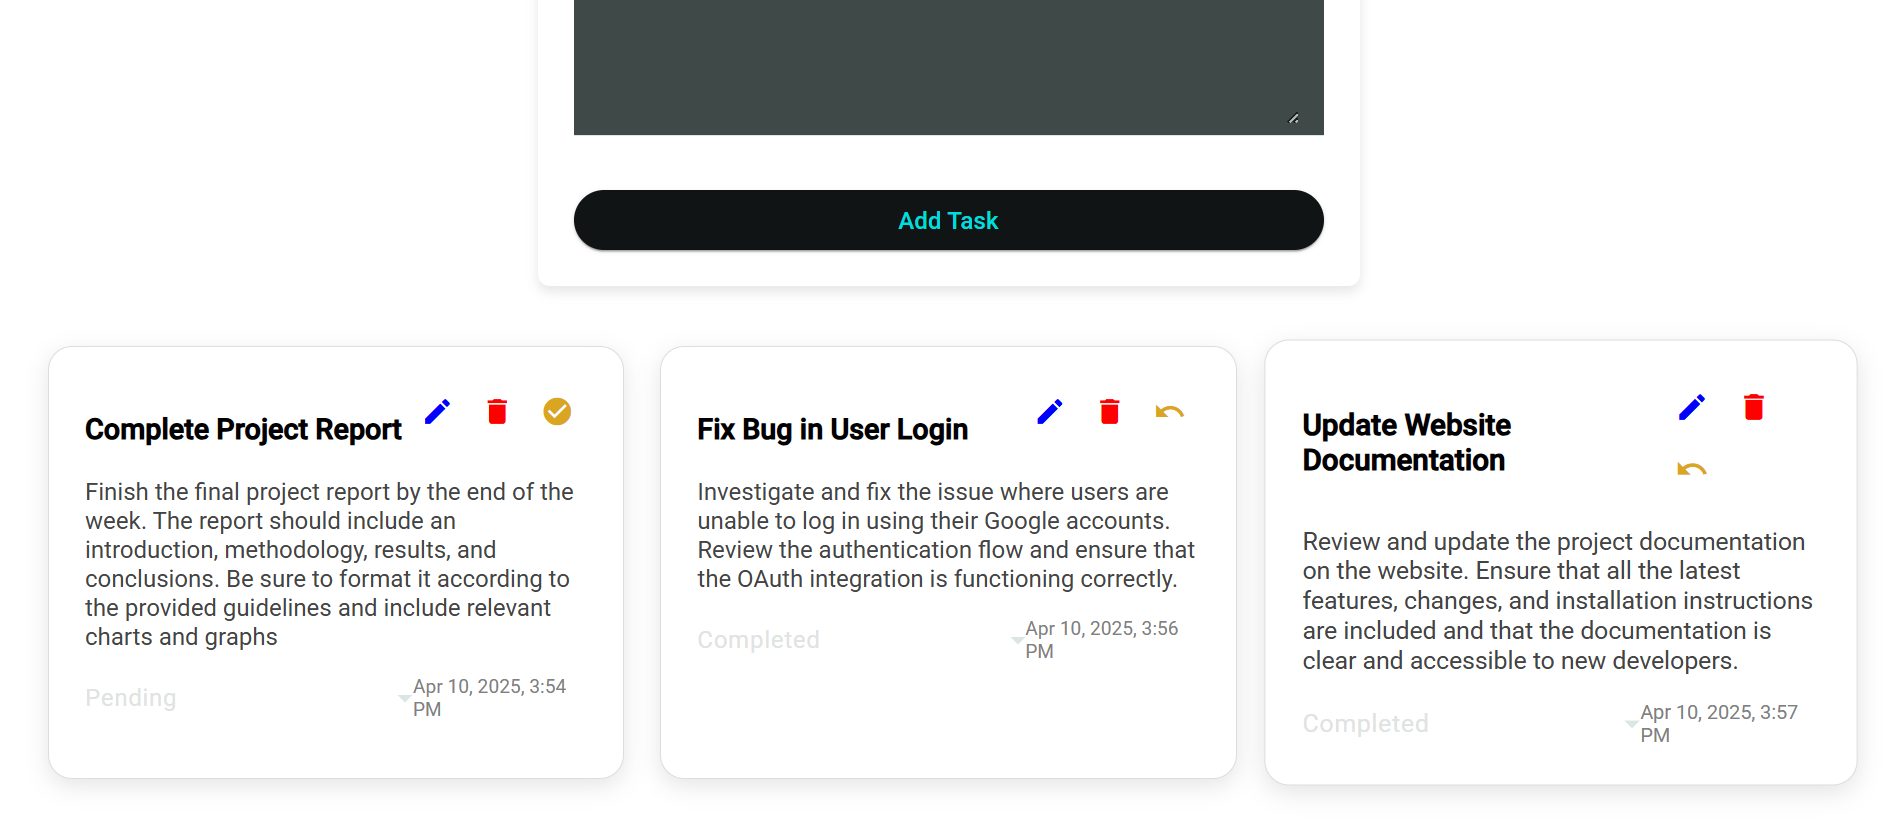 Add Task
Complete Project Report
Finish the final project report by the end of the
week. The report should include an
introduction, methodology, results, and
conclusions. Be sure to format it according to
the provided guidelines and include relevant
charts and graphs
Pending
Apr 10, 2025, 3:54
PM
Fix Bug in User Login
Investigate and fix the issue where users are
unable to log in using their Google accounts.
Review the authentication flow and ensure that
the OAuth integration is functioning correctly.
Completed
Apr 10, 2025, 3:56
PM
Update Website
Documentation
Review and update the project documentation
on the website. Ensure that all the latest
features, changes, and installation instructions
are included and that the documentation is
clear and accessible to new developers.
Completed
Apr 10, 2025, 3:57
PM